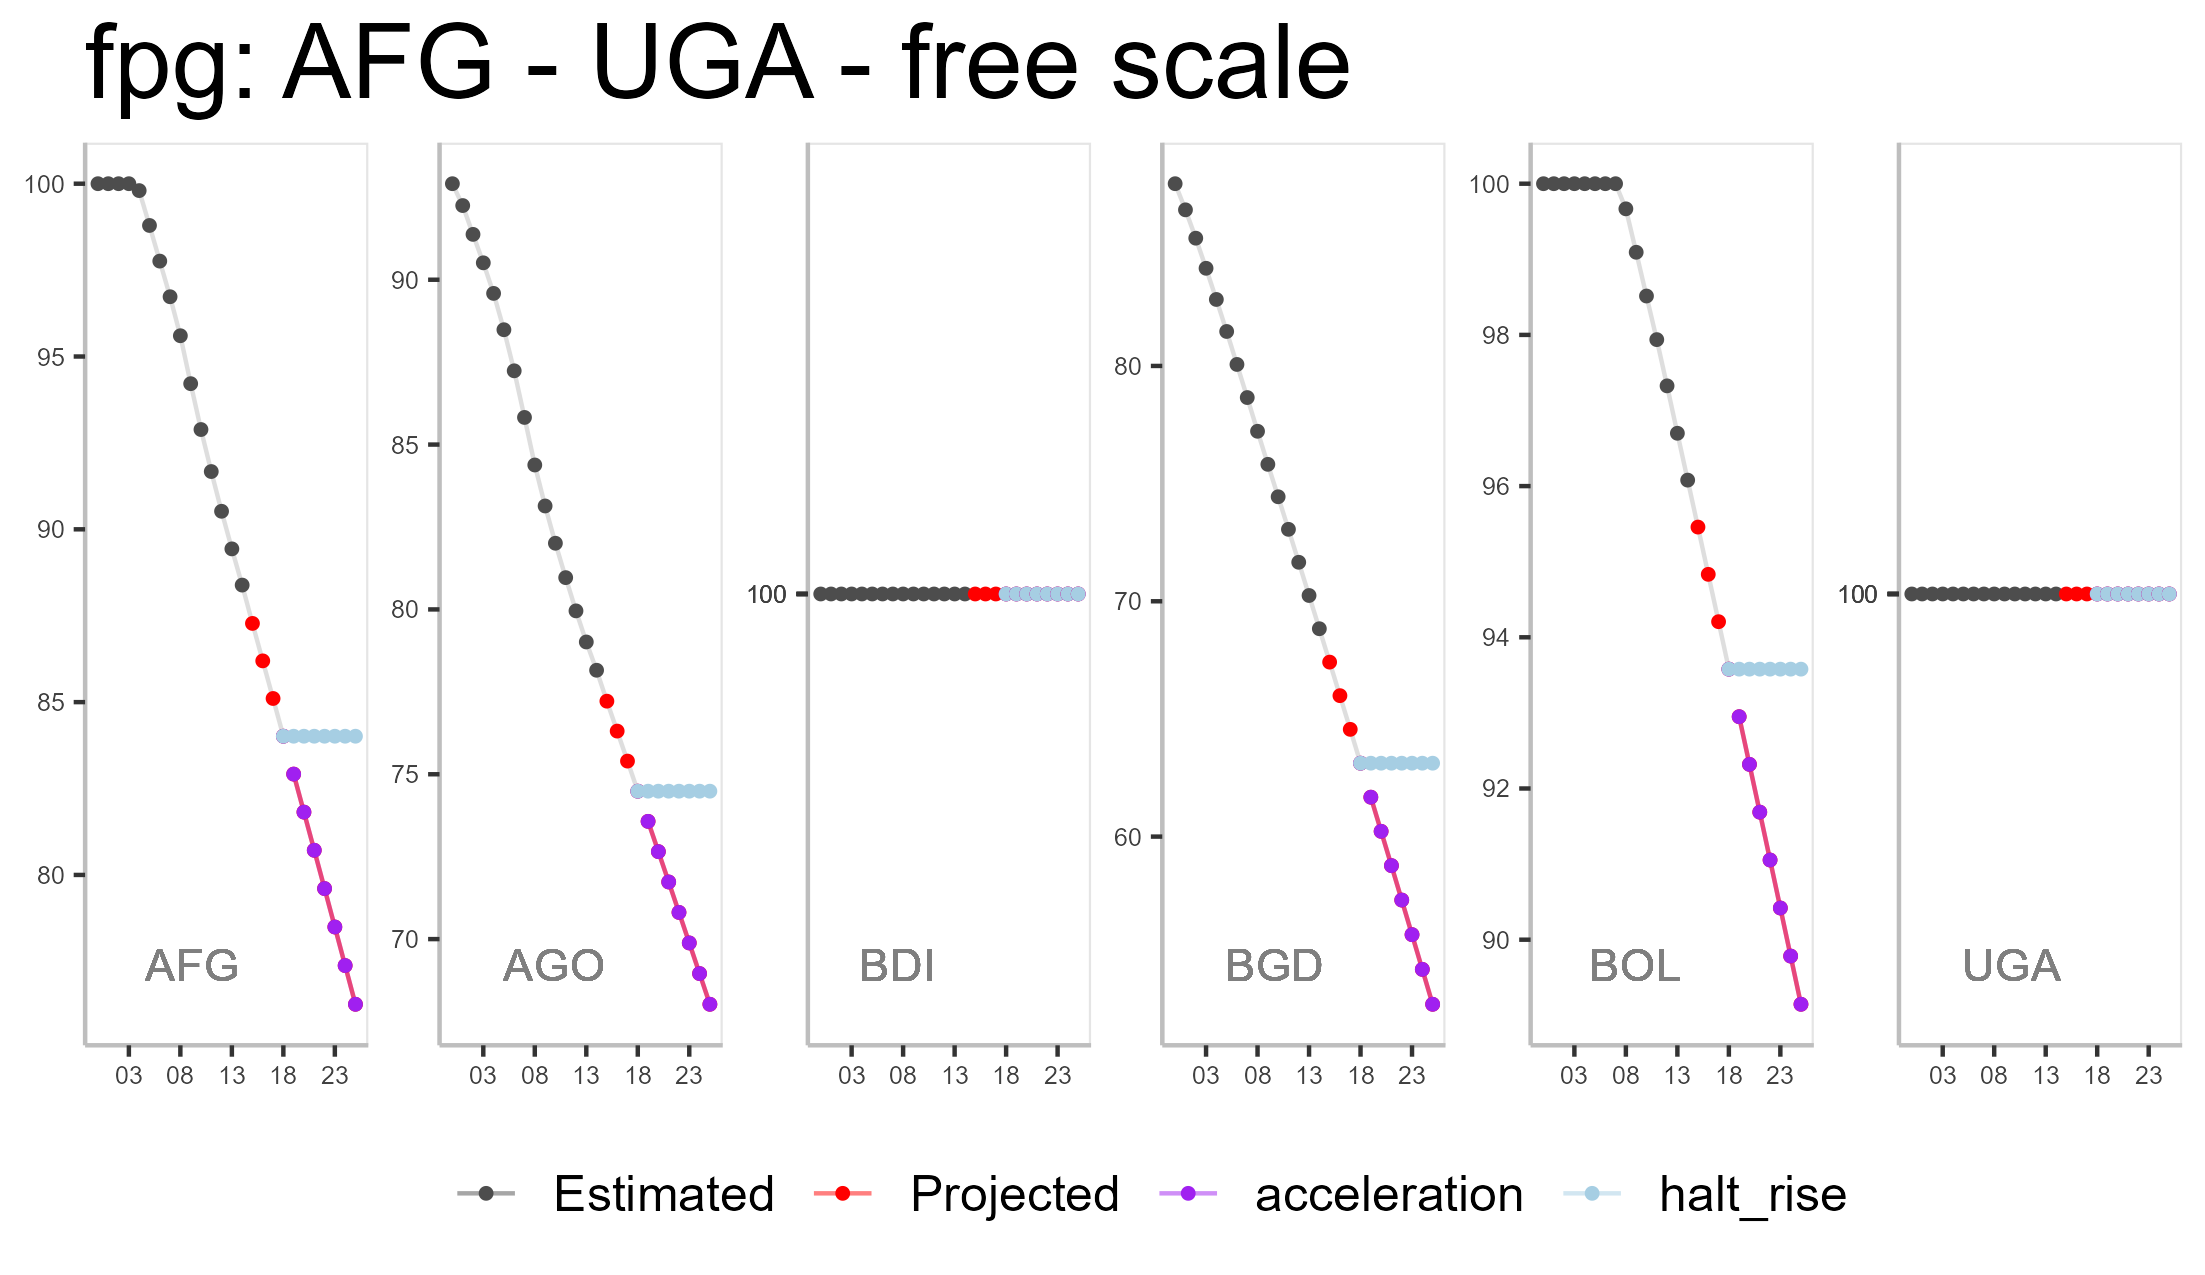 fpg: AFG - UGA - free scale
100
95
90
85
80
AFG
03 08 13 18 23
90
85
80
75
70
AGO
03 08 13 18 23
100
BDI
03 08 13 18 23
80
70
60
BGD
03 08 13 18 23
100
98
96
94
92
90
BOL
03 08 13 18 23
100
UGA
03 08 13 18 23
Estimated Projected acceleration halt_rise